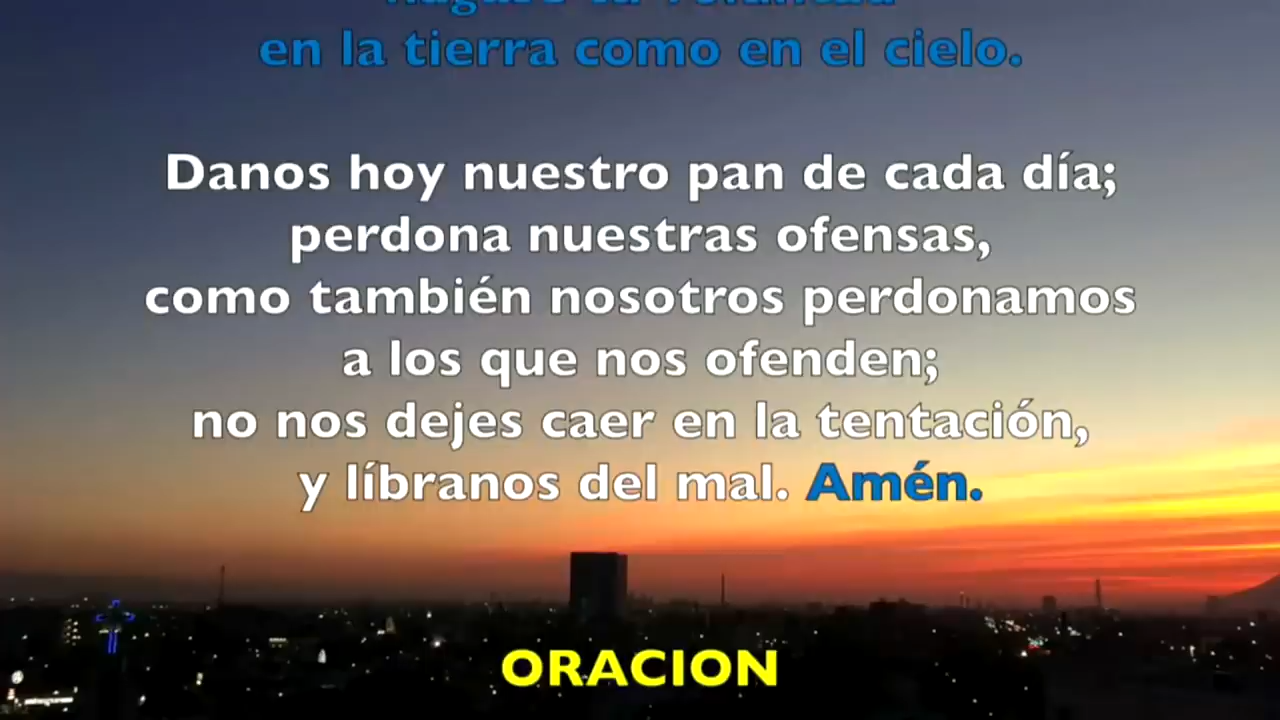 en la tierra como en el cielo.
Danos hoy nuestro pan de cada día;
perdona nuestras ofensas,
como también nosotros perdonamos
a los que nos ofenden;
no nos dejes caer en la tentación,
y líbranos del mal. Amén.
ORACION